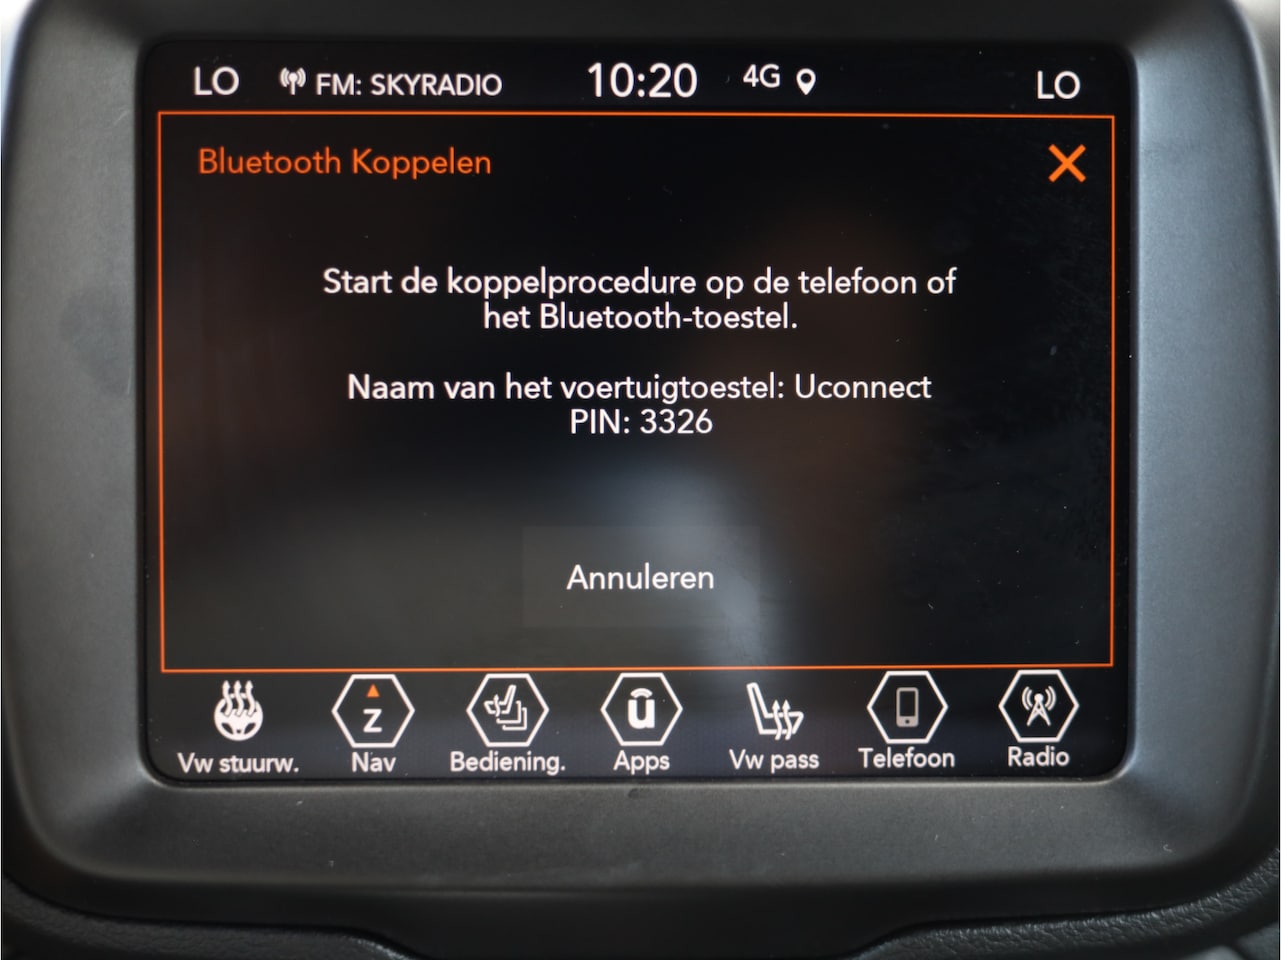 LO FM: SKYRADIO 10:20 4G LO
Bluetooth Koppelen
Start de koppelprocedure op de telefoon of
het Bluetooth-toestel.
Naam van het voertuigtoestel: Uconnect
PIN: 3326
Annuleren
z ū
Vw stuurw. Nav Bediening. Apps Vw pass Telefoon Radio